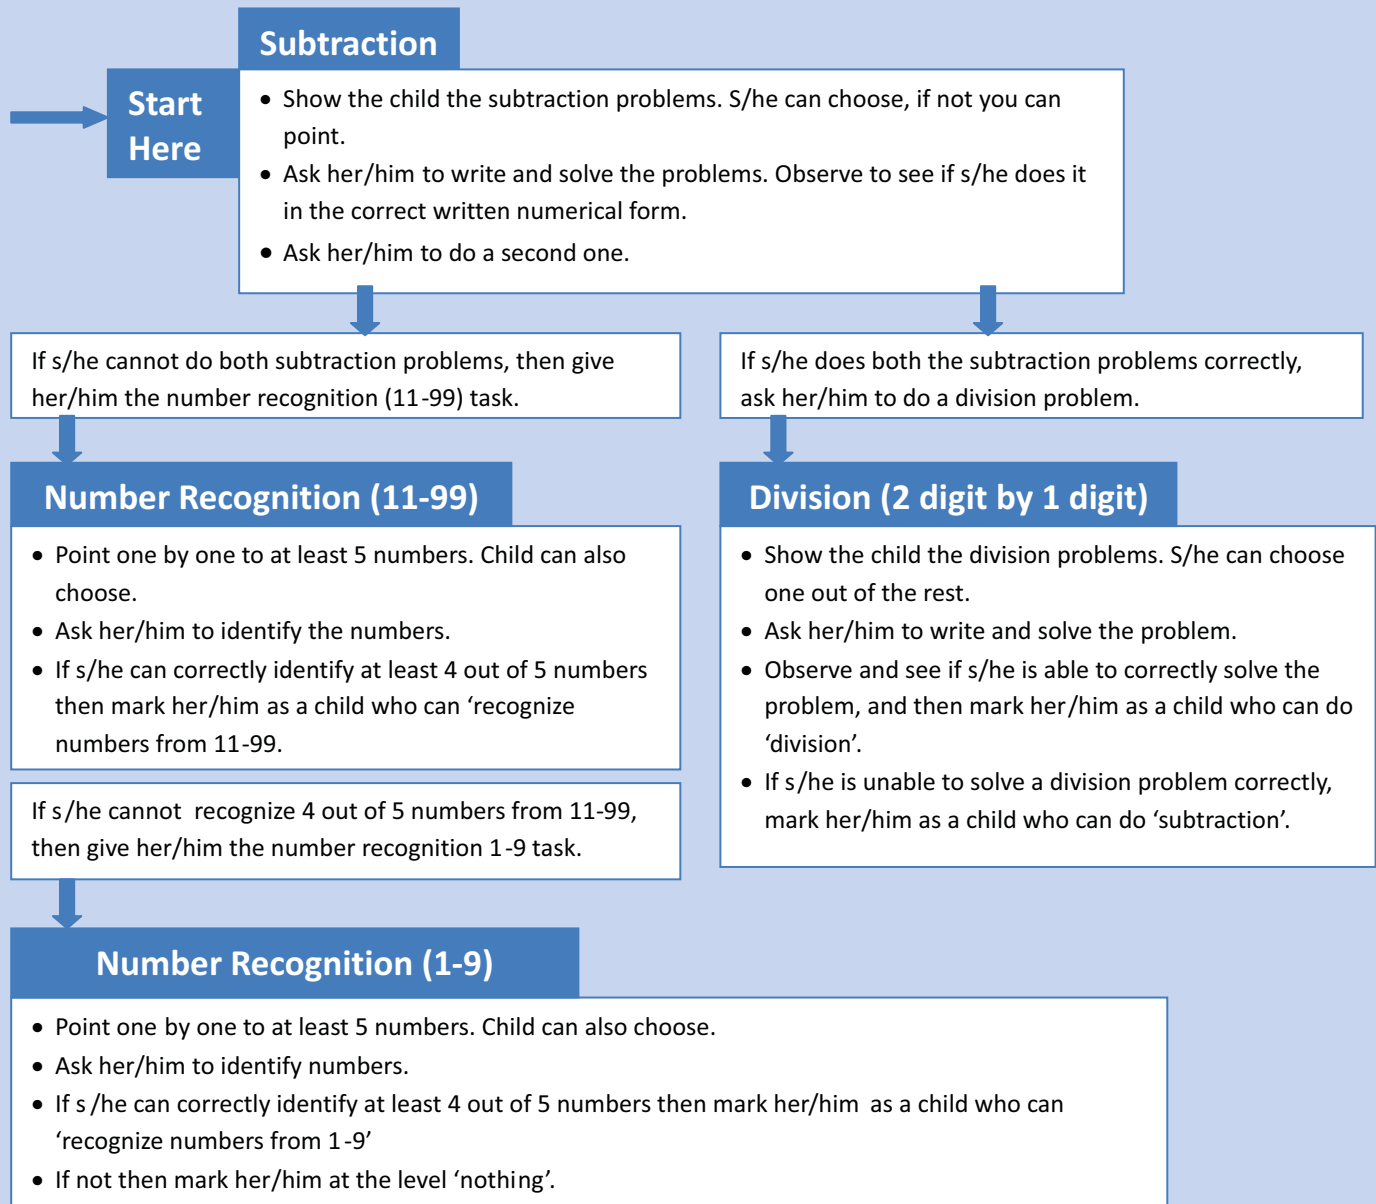 Subtraction
Start
Here
• Show the child the subtraction problems. S/he can choose, if not you can
point.
• Ask her/him to write and solve the problems. Observe to see if s/he does it
in the correct written numerical form.
• Ask her/him to do a second one.
If s/he cannot do both subtraction problems, then give
her/him the number recognition (11-99) task.
If s/he does both the subtraction problems correctly,
ask her/him to do a division problem.
Number Recognition (11-99)
• Point one by one to at least 5 numbers. Child can also
choose.
• Ask her/him to identify the numbers.
• If s/he can correctly identify at least 4 out of 5 numbers
then mark her/him as a child who can ‘recognize
numbers from 11-99.
If s/he cannot recognize 4 out of 5 numbers from 11-99,
then give her/him the number recognition 1-9 task.
Division (2 digit by 1 digit)
• Show the child the division problems. S/he can choose
one out of the rest.
• Ask her/him to write and solve the problem.
• Observe and see if s/he is able to correctly solve the
problem, and then mark her/him as a child who can do
‘division’.
• If s/he is unable to solve a division problem correctly,
mark her/him as a child who can do ‘subtraction’.
Number Recognition (1-9)
• Point one by one to at least 5 numbers. Child can also choose.
• Ask her/him to identify numbers.
• If s/he can correctly identify at least 4 out of 5 numbers then mark her/him as a child who can
‘recognize numbers from 1-9’
• If not then mark her/him at the level ‘nothing’.